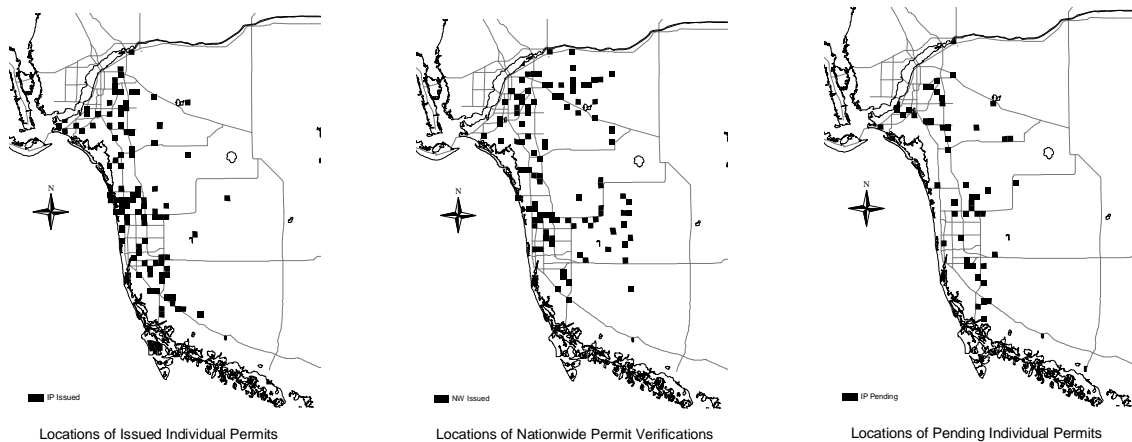 N
N
N
IP Issued
NW Issued
IP Pending
Locations of Issued Individual Permits
Locations of Nationwide Permit Verifications
Locations of Pending Individual Permits